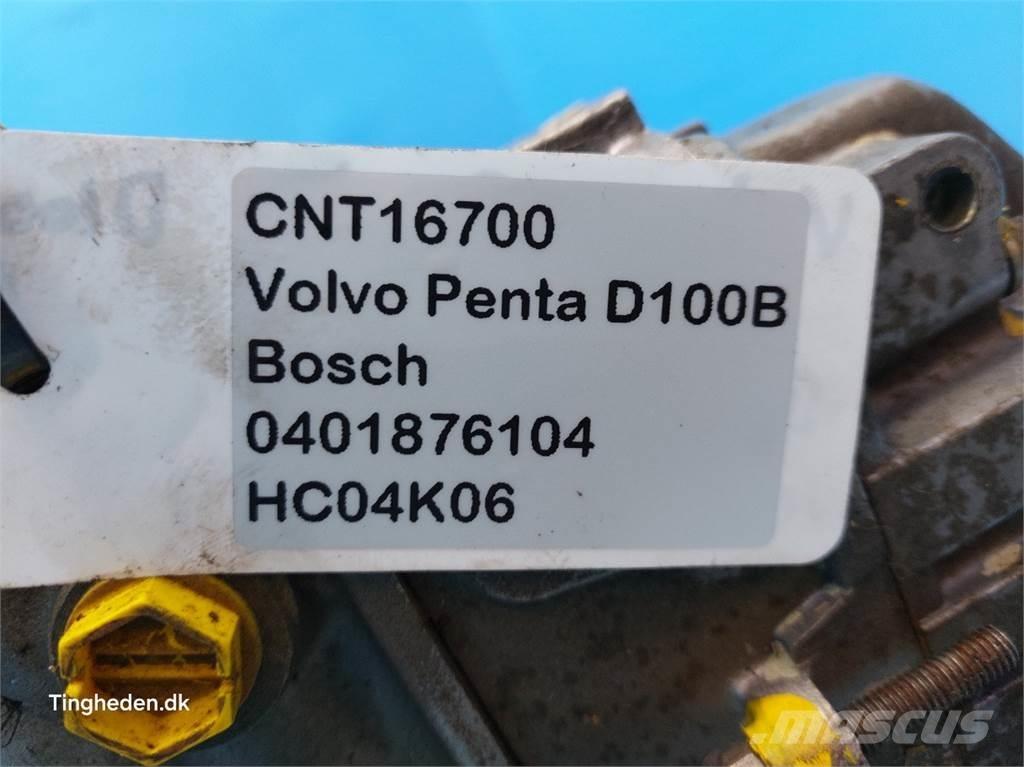 CNT16700
Volvo Penta D100B
Bosch
0401876104
HC04K06
Tingheden.dk
MASCUS